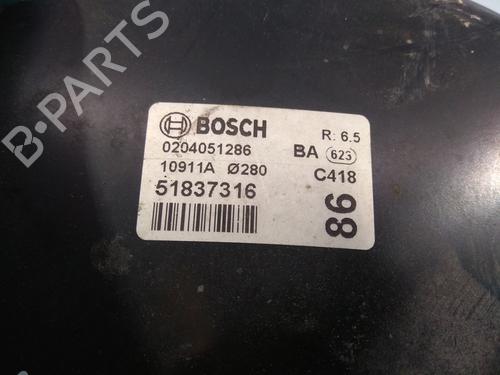 BOSCH
R: 6.5
0204051286
BA 623
10911A Ø280
C418
51837316
86
B-PARTS